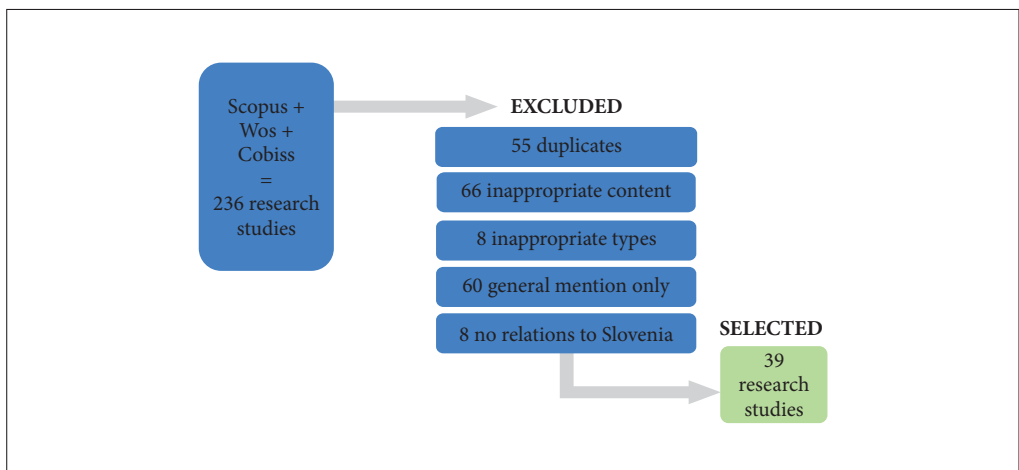 Scopus +
Wos +
Cobiss
=
236 research
studies
EXCLUDED
55 duplicates
66 inappropriate content
8 inappropriate types
60 general mention only
8 no relations to Slovenia
SELECTED
39
research
studies